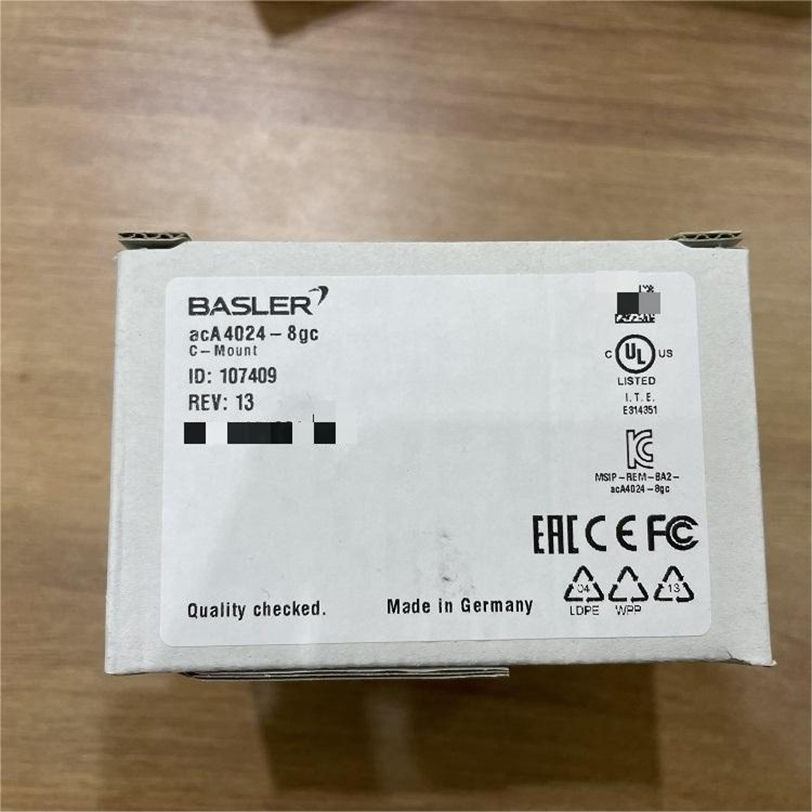 BASLER
acA4024-8gc
C-Mount
ID: 107409
REV: 13
Quality checked.
Made in Germany
C UL US
LISTED
I.T.E.
E314351
MSIP-REM-BA2-
acA4024-8gc
EAC CE FC
04
13
LDPE
WPP